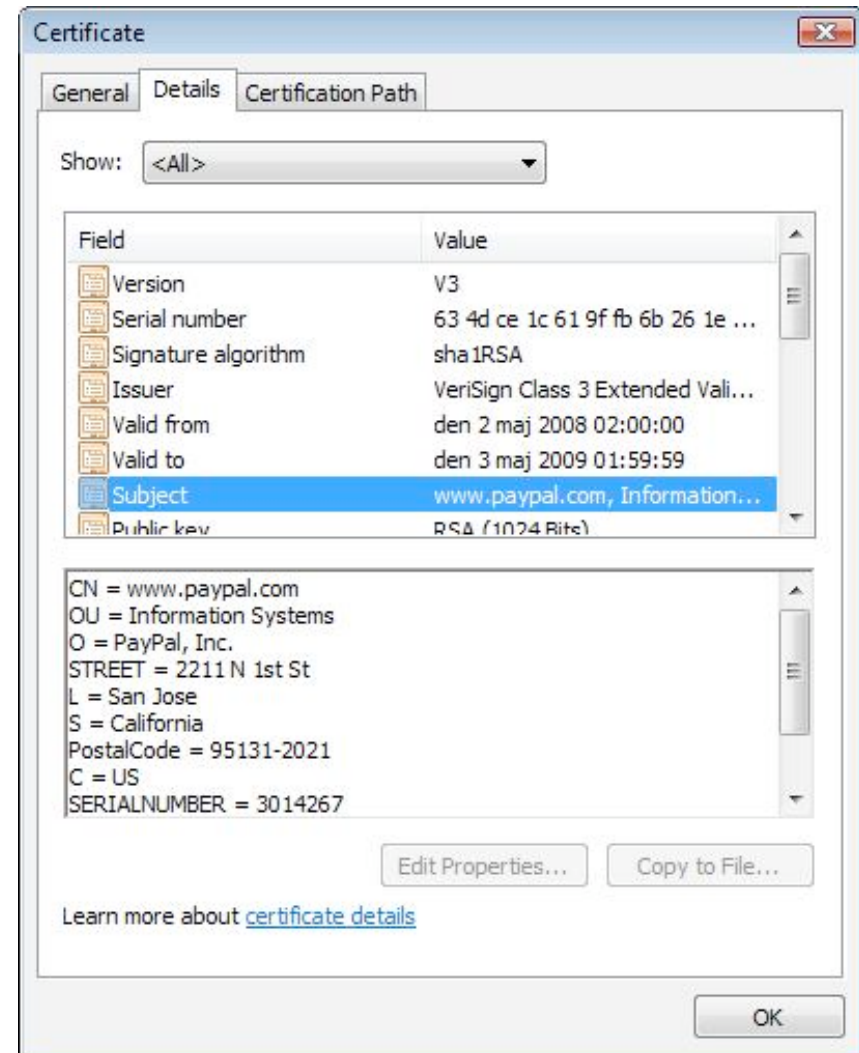 Certificate
General Details Certification Path
Show: <All>
Field Value
Version V3
Serial number 63 4d ce 1c 61 9f fb 6b 26 1e ...
Signature algorithm sha1RSA
Issuer VeriSign Class 3 Extended Vali...
Valid from den 2 maj 2008 02:00:00
Valid to den 3 maj 2009 01:59:59
Subject www.paypal.com, Information...
Public key RSA (1024 Bits)
CN = www.paypal.com
OU = Information Systems
O = PayPal, Inc.
STREET = 2211 N 1st St
L = San Jose
S = California
PostalCode = 95131-2021
C = US
SERIALNUMBER = 3014267
Edit Properties... Copy to File...
Learn more about certificate details
OK